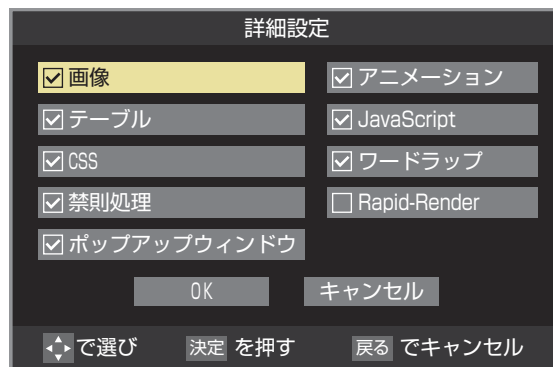 詳細設定
画像
アニメーション
テーブル
JavaScript
CSS
ワードラップ
禁則処理
Rapid-Render
ポップアップウィンドウ
OK
キャンセル
で選び 決定 を押す 戻る でキャンセル